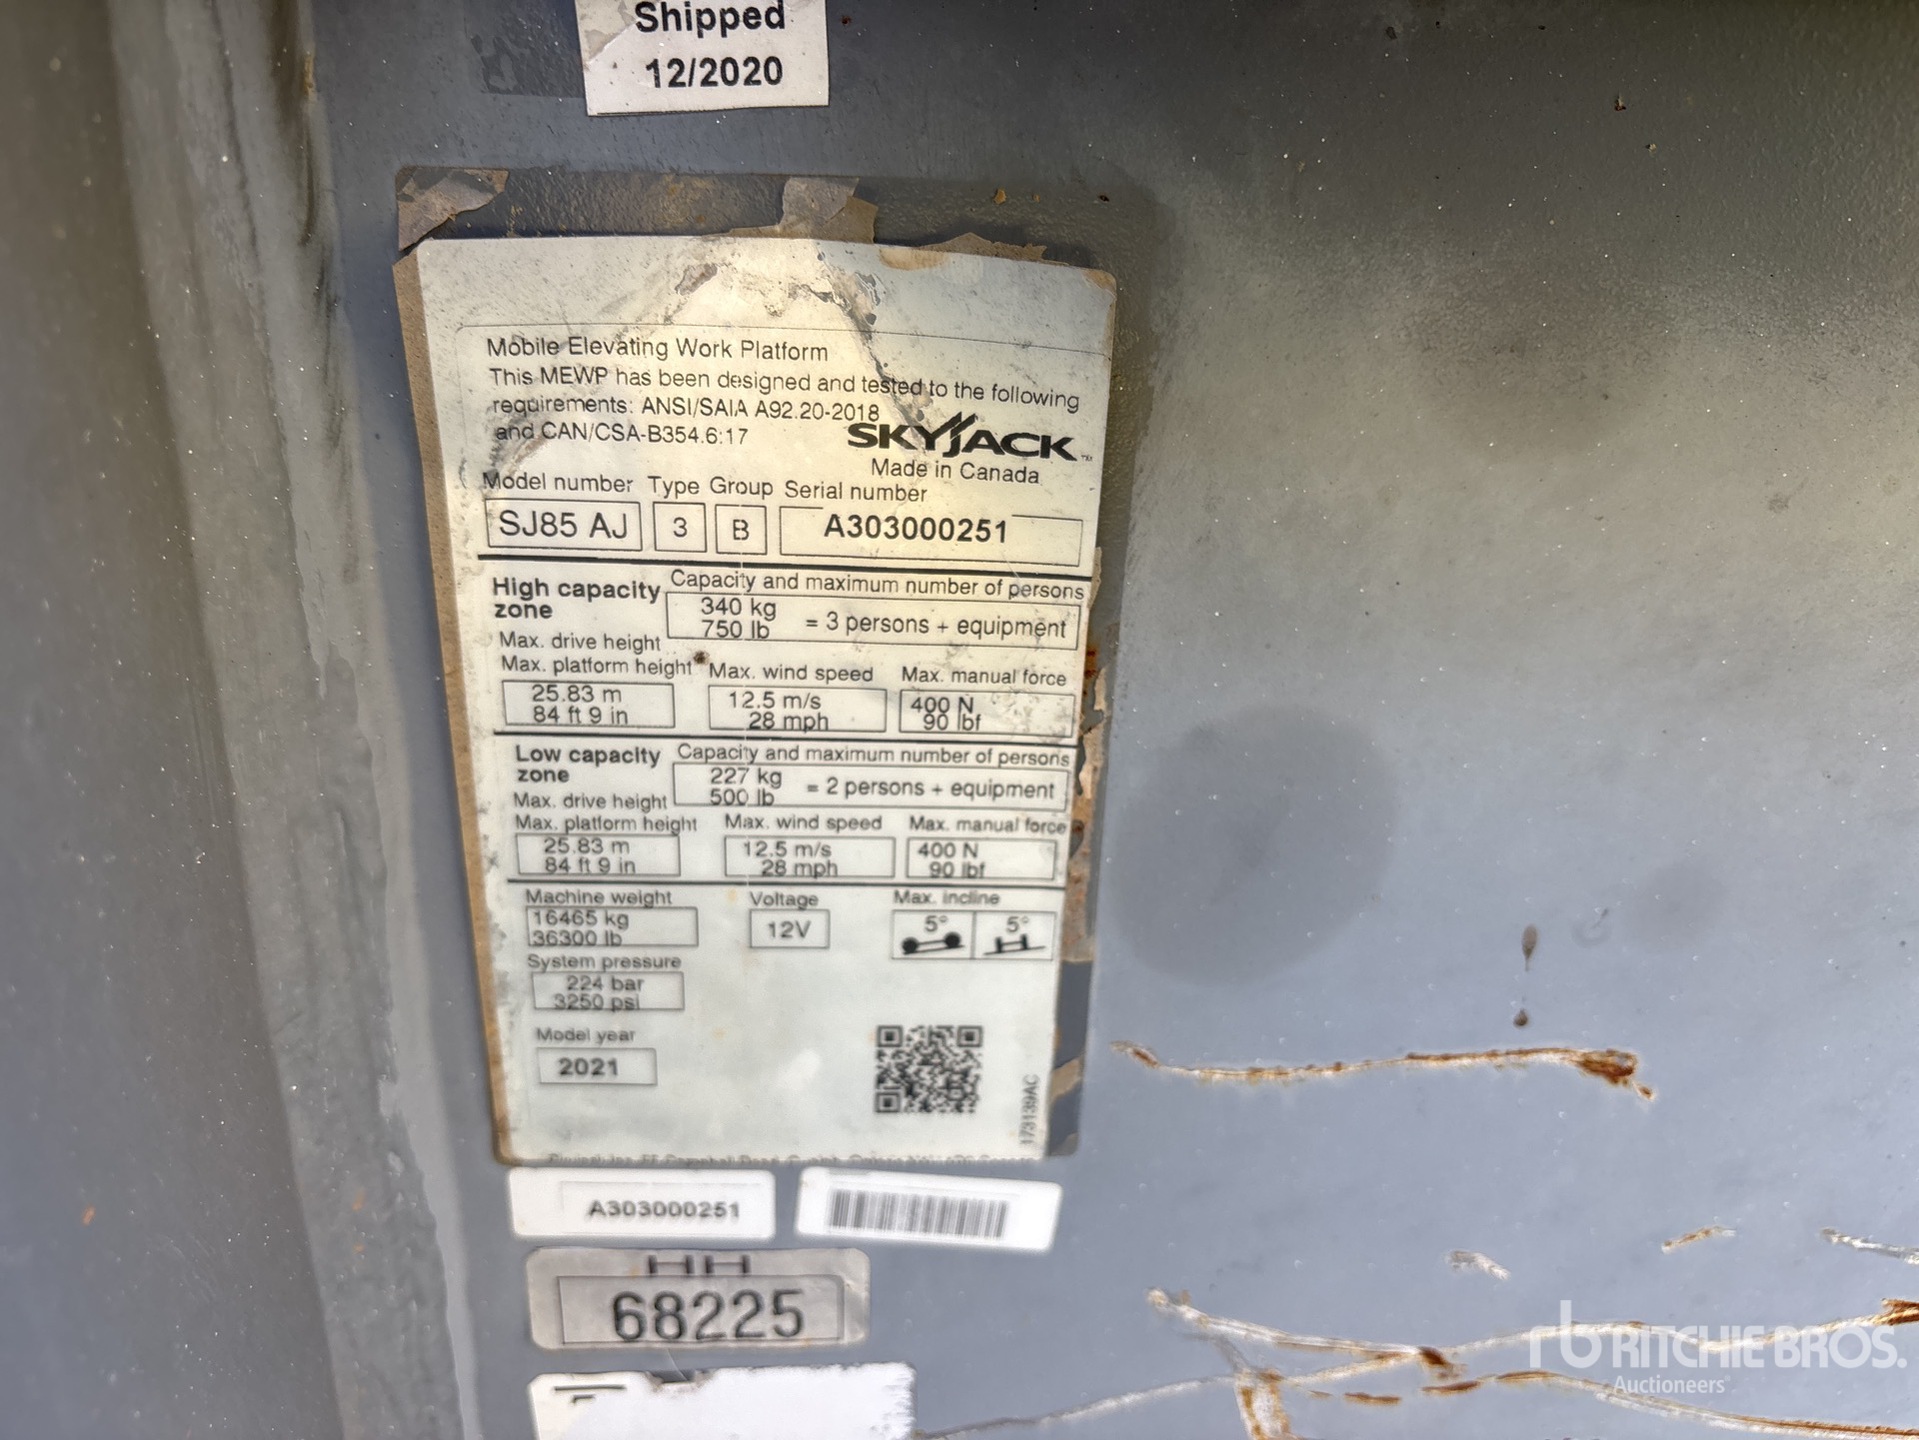 Shipped
12/2020
Mobile Elevating Work Platform
This MEWP has been designed and tested to the following
requirements: ANSI/SAIA A92.20-2018
and CAN/CSA-B354.6:17
SKYJACK
Made in Canada
Model number Type Group Serial number
SJ85 AJ 3 B A303000251
High capacity zone
Capacity and maximum number of persons
340 kg
750 lb
= 3 persons + equipment
Max. drive height
Max. platform height Max. wind speed Max. manual force
25.83 m 12.5 m/s 400 N
84 ft 9 in 28 mph 90 lbf
Low capacity zone
Capacity and maximum number of persons
227 kg
500 lb
= 2 persons + equipment
Max. drive height
Max. platform height Max. wind speed Max. manual force
25.83 m 12.5 m/s 400 N
84 ft 9 in 28 mph 90 lbf
Machine weight Voltage Max. incline
16465 kg 12V 5° 5°
36300 lb
System pressure
224 bar
3250 psi
Model year
2021
173139AC
A303000251
68225
rb RITCHIE BROS.
Auctioneers